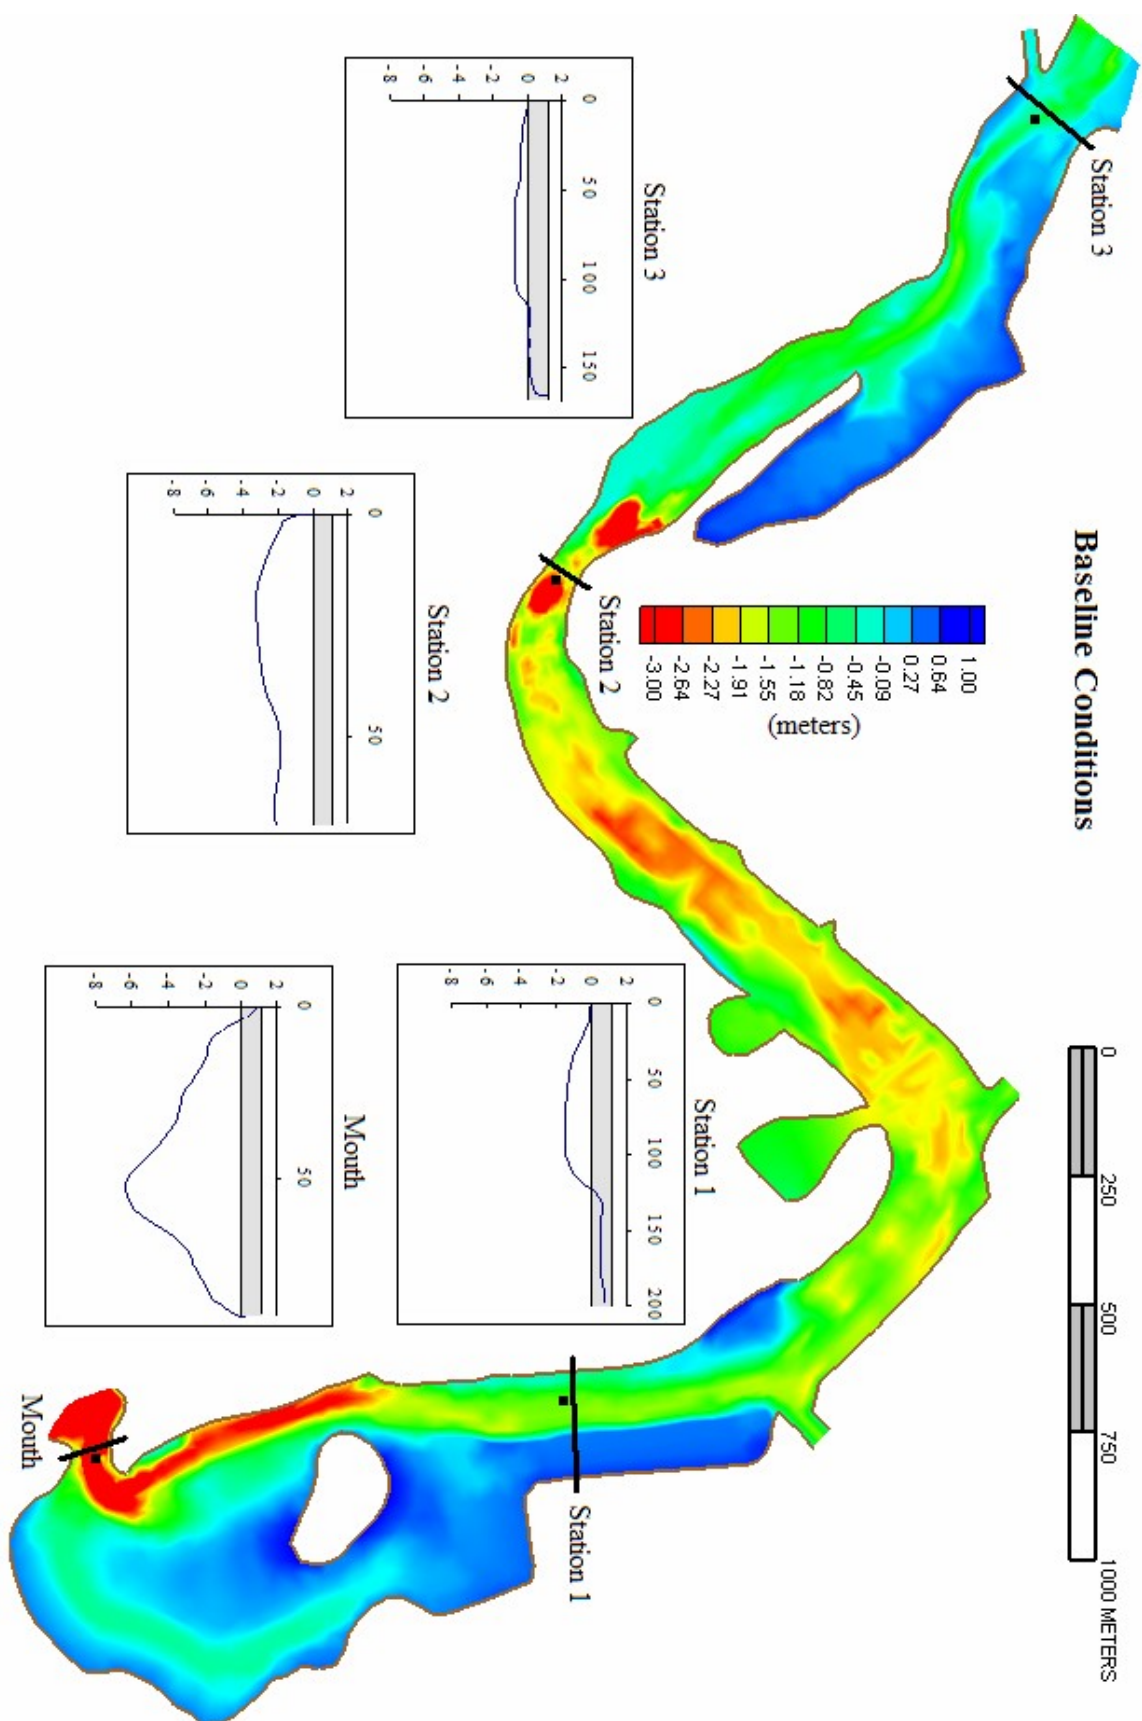 Baseline Conditions
0 250 500 750 1000 METERS
Station 3
Station 2
Station 1
Mouth
1.00
0.64
0.27
-0.09
-0.45
-0.82
-1.18
-1.55
-1.91
-2.27
-2.64
-3.00
(meters)
Station 3
2
0
-2
-4
-6
-8
0 50 100 150
Station 2
2
0
-2
-4
-6
-8
0 50
Station 1
2
0
-2
-4
-6
-8
0 50 100 150 200
Mouth
2
0
-2
-4
-6
-8
0 50